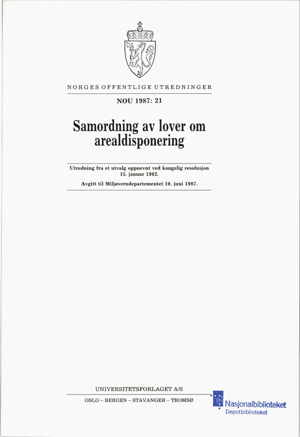 NORGES OFFENTLIGE UTREDNINGER
NOU 1987: 21
Samordning av lover om
arealdisponering
Utredning fra et utvalg oppnevnt ved kongelig resolusjon
15. januar 1982.
Avgitt til Miljøverndepartementet 10. juni 1987.
UNIVERSITETSFORLAGET A/S
OSLO – BERGEN – STAVANGER – TROMSØ
Nasjonalbiblioteket
Depotbiblioteket